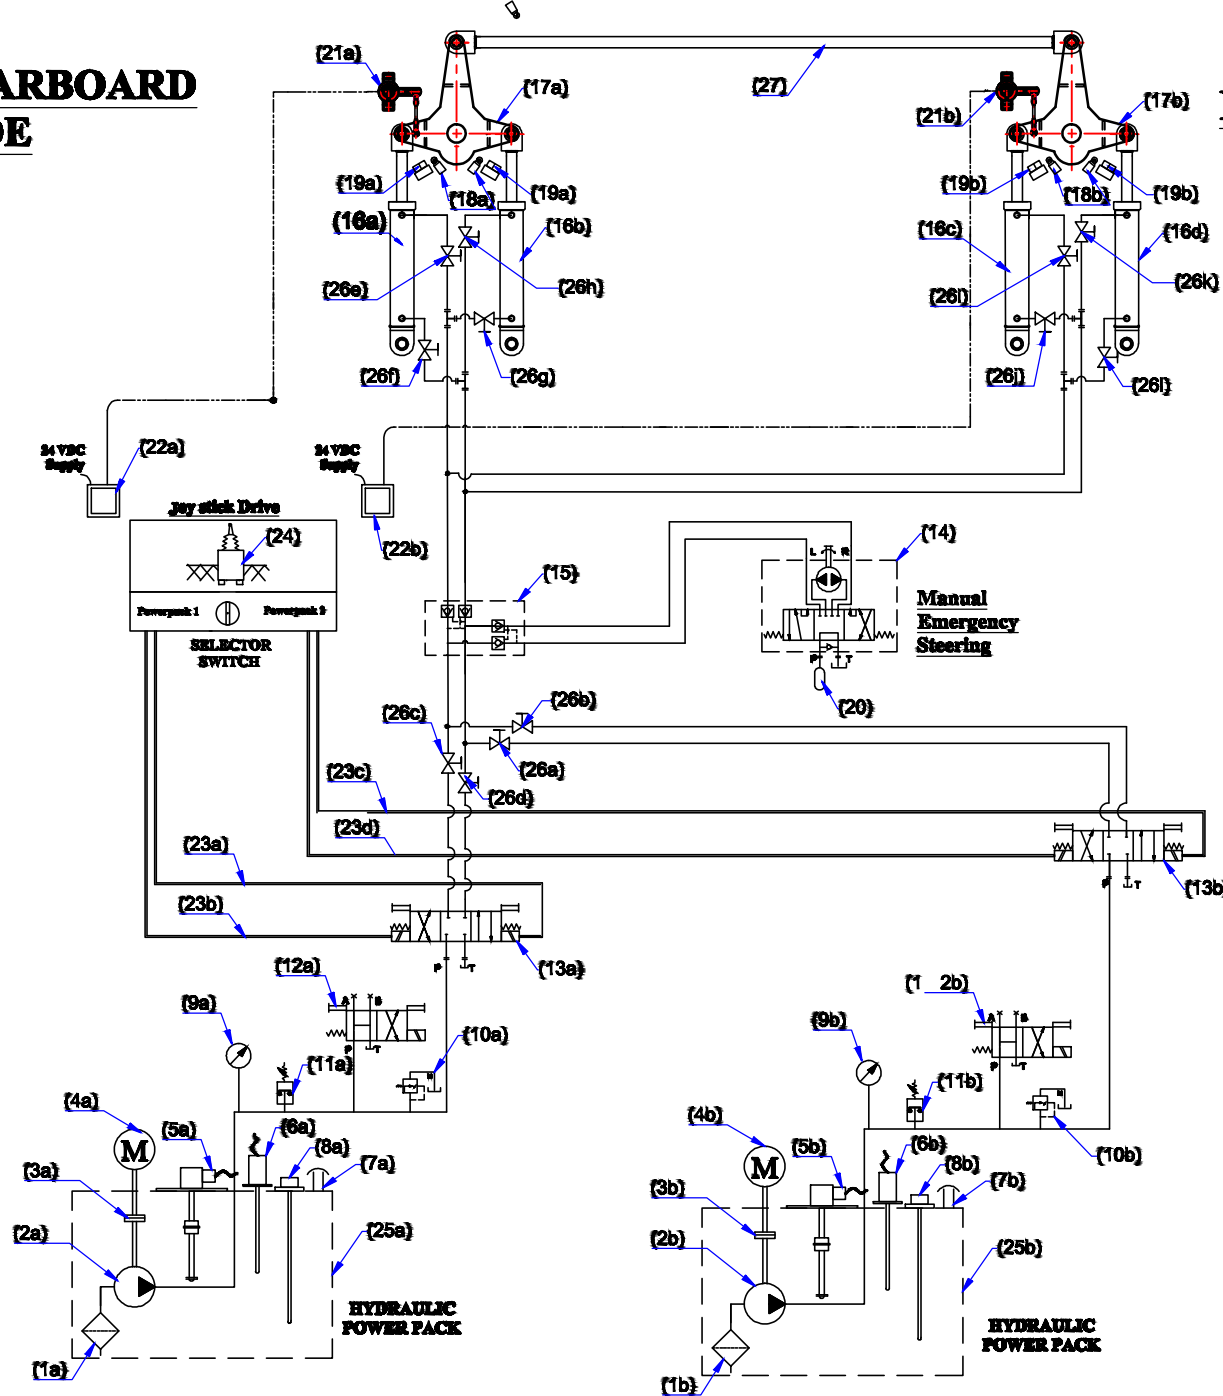 (21a)
ARBOARD
(17a)
(27)
(17b)
(21b)
(19a)
(18a)
(19a)
(19b)
(18b)
(19b)
(16a)
(16b)
(16c)
(16d)
(26e)
(26h)
(26i)
(26k)
(26f)
(26g)
(26j)
(26l)
24 VDC
Supply
(22a)
24 VDC
Supply
(22b)
Joy stick Drive
(24)
Powerpack 1
Powerpack 2
SELECTOR
SWITCH
(15)
L
R
(14)
Manual
Emergency
Steering
P
T
(20)
(26c)
(26b)
(26a)
(26d)
(23c)
(23d)
(23a)
(23b)
(13b)
P
T
(13a)
P
T
(12a)
A
B
P
T
(9a)
(10a)
(11a)
(1 2b)
A
B
P
T
(9b)
(11b)
(10b)
(4a)
M
(5a)
(6a)
(8a)
(7a)
(3a)
(2a)
(25a)
(1a)
HYDRAULIC
POWER PACK
(4b)
M
(5b)
(6b)
(8b)
(7b)
(3b)
(2b)
(25b)
(1b)
HYDRAULIC
POWER PACK